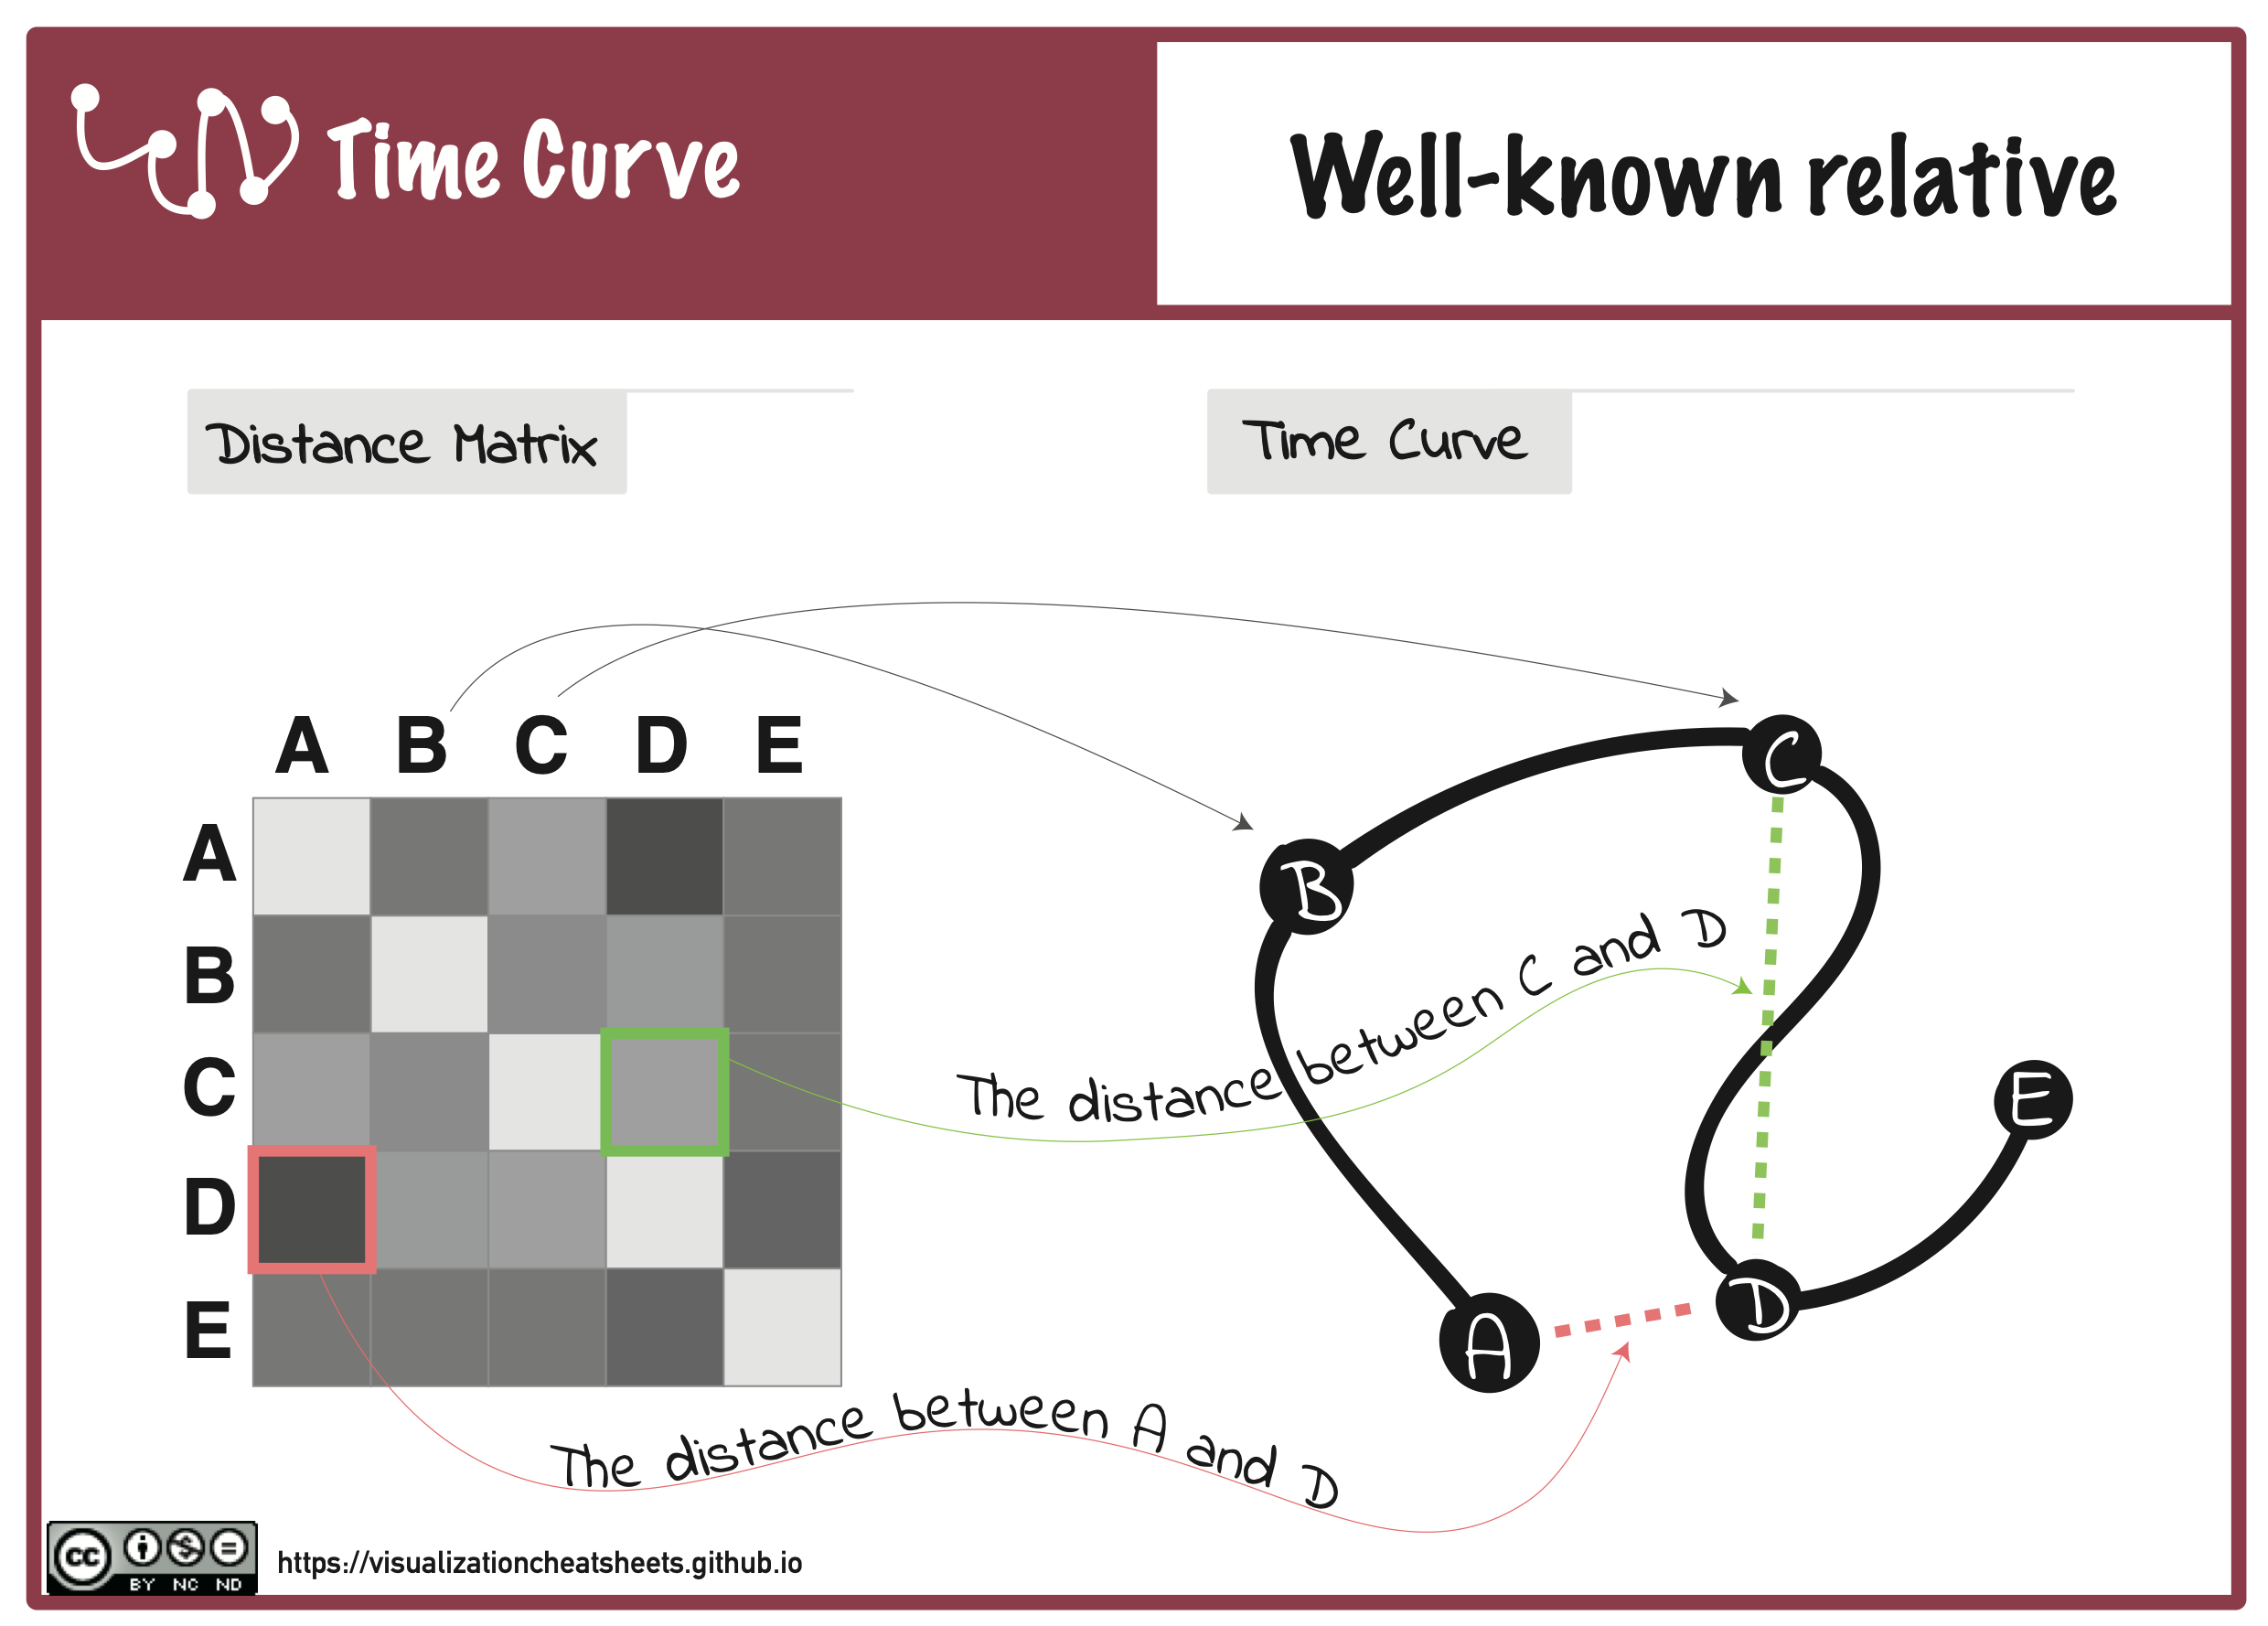 Time Curve
Well-known relative
Distance Matrix
Time Curve
A B C D E
A
B
C
D
E
C
B
The distance between C and D
E
D
A
The distance between A and D
cc BY NC ND
https://visualizationcheatsheets.github.io